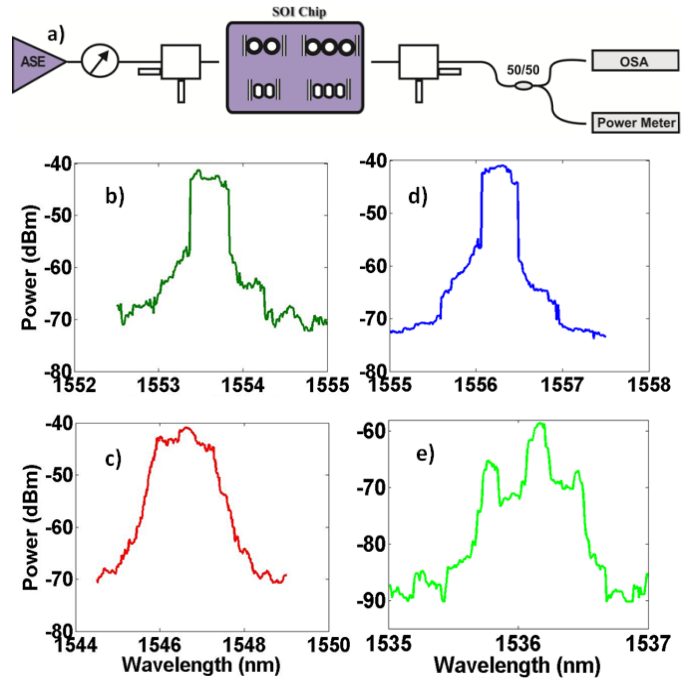 SOI Chip
a)
ASE
50/50
OSA
Power Meter
b)
Power (dBm)
-40
-50
-60
-70
-80
1552 1553 1554 1555
d)
-40
-50
-60
-70
-80
1555 1556 1557 1558
c)
Power (dBm)
-40
-50
-60
-70
-80
1544 1546 1548 1550
Wavelength (nm)
e)
-60
-70
-80
-90
1535 1536 1537
Wavelength (nm)